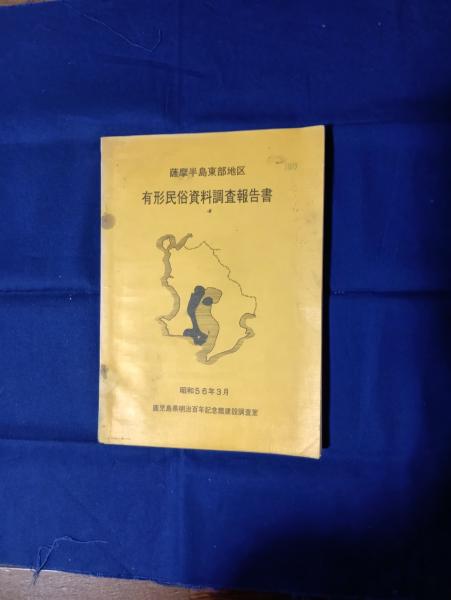 薩摩半島東部地区
有形民俗資料調査報告書
昭和56年3月
鹿児島県明治百年記念館建設調査室